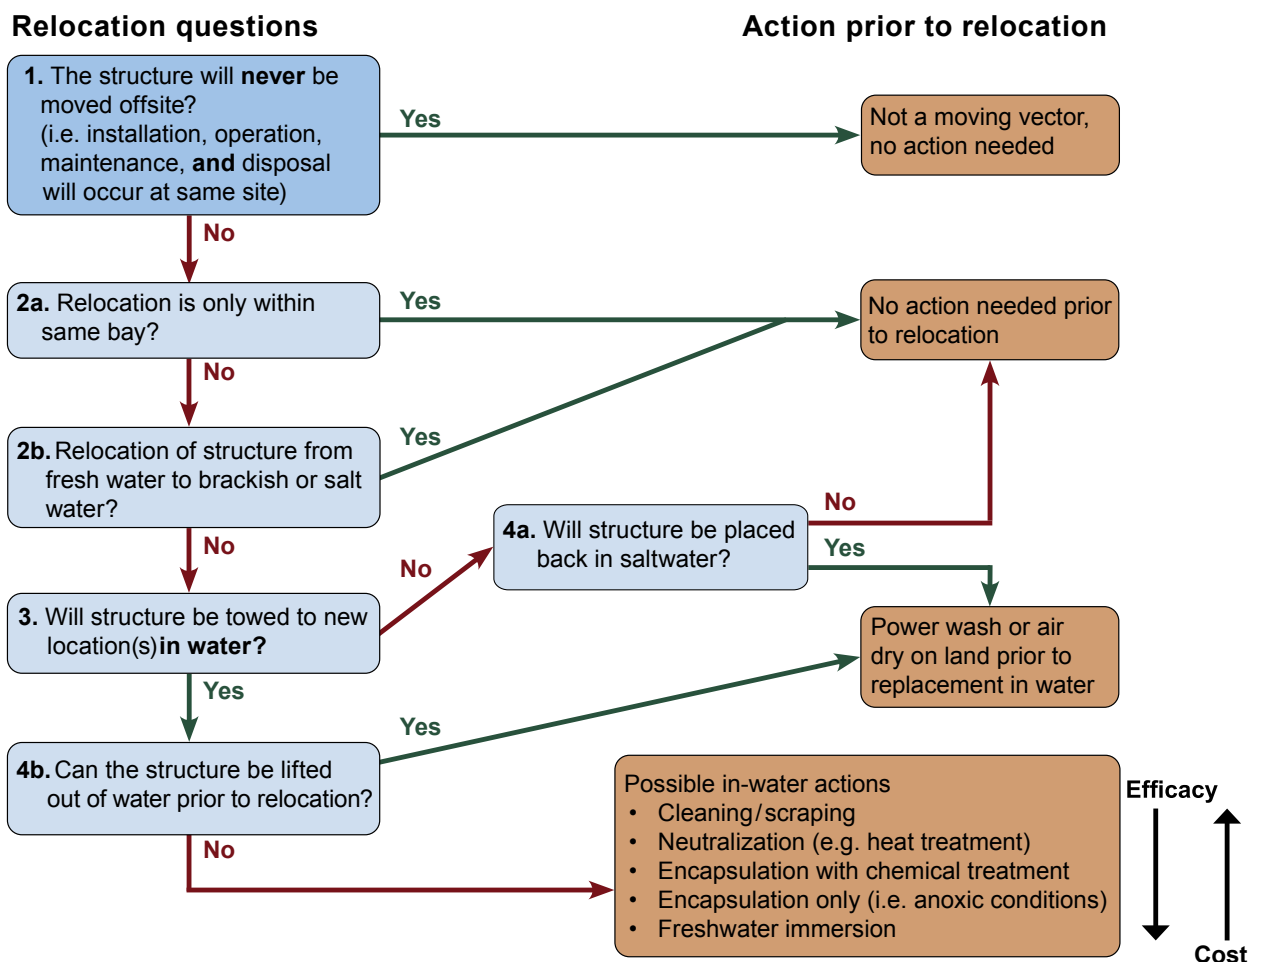 Relocation questions
Action prior to relocation
1. The structure will never be
moved offsite?
(i.e. installation, operation,
maintenance, and disposal
will occur at same site)
Yes
Not a moving vector,
no action needed
No
2a. Relocation is only within
same bay?
Yes
No action needed prior
to relocation
No
2b. Relocation of structure from
fresh water to brackish or salt
water?
Yes
No
4a. Will structure be placed
back in saltwater?
No
Yes
3. Will structure be towed to new
location(s) in water?
No
Yes
Power wash or air
dry on land prior to
replacement in water
4b. Can the structure be lifted
out of water prior to relocation?
Yes
No
Possible in-water actions
• Cleaning/scraping
• Neutralization (e.g. heat treatment)
• Encapsulation with chemical treatment
• Encapsulation only (i.e. anoxic conditions)
• Freshwater immersion
Efficacy
Cost